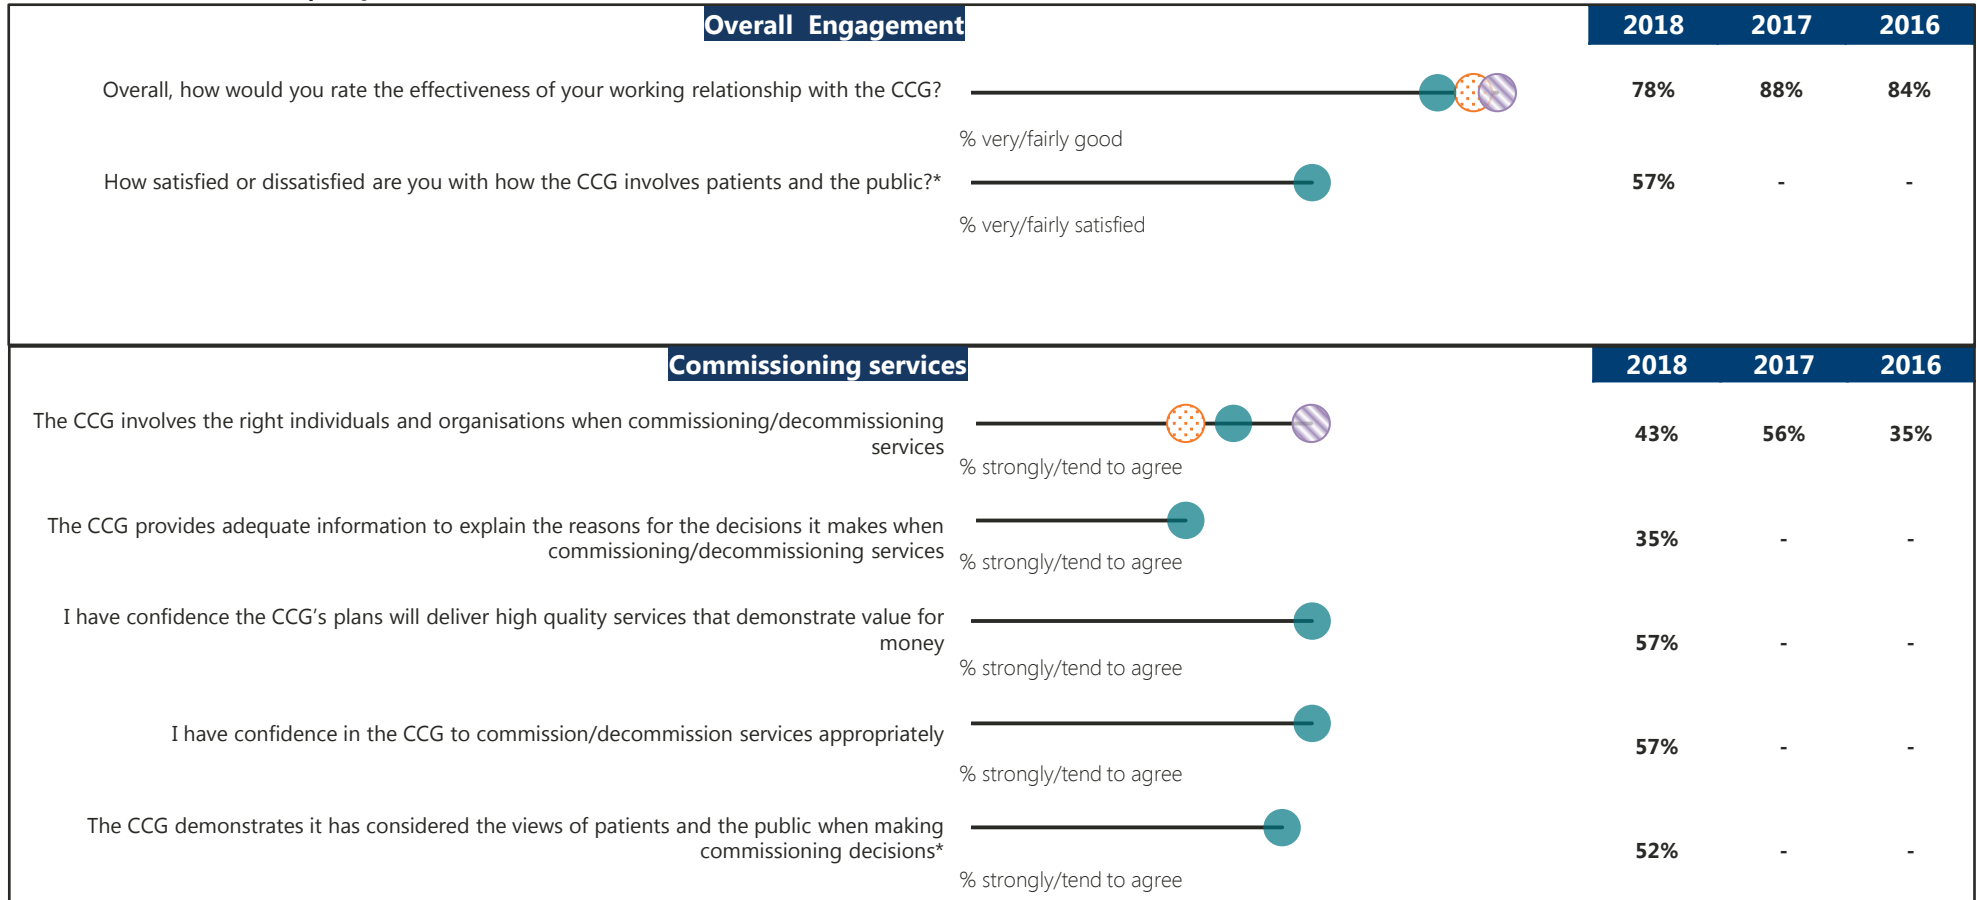 Overall Engagement 2018 2017 2016
Overall, how would you rate the effectiveness of your working relationship with the CCG? 78% 88% 84%
% very/fairly good
How satisfied or dissatisfied are you with how the CCG involves patients and the public?* 57% - -
% very/fairly satisfied
Commissioning services 2018 2017 2016
The CCG involves the right individuals and organisations when commissioning/decommissioning
services
43% 56% 35%
% strongly/tend to agree
The CCG provides adequate information to explain the reasons for the decisions it makes when
commissioning/decommissioning services
35% - -
% strongly/tend to agree
I have confidence the CCG’s plans will deliver high quality services that demonstrate value for
money
57% - -
% strongly/tend to agree
I have confidence in the CCG to commission/decommission services appropriately
57% - -
% strongly/tend to agree
The CCG demonstrates it has considered the views of patients and the public when making
commissioning decisions*
52% - -
% strongly/tend to agree